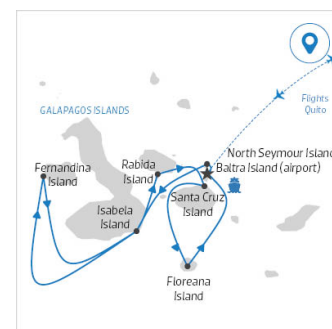 GALAPAGOS ISLANDS
Flights
Quito
Fernandina
Island
Rabida
Island
North Seymour Island
Baltra Island (airport)
Isabela
Island
Santa Cruz
Island
Floreana
Island